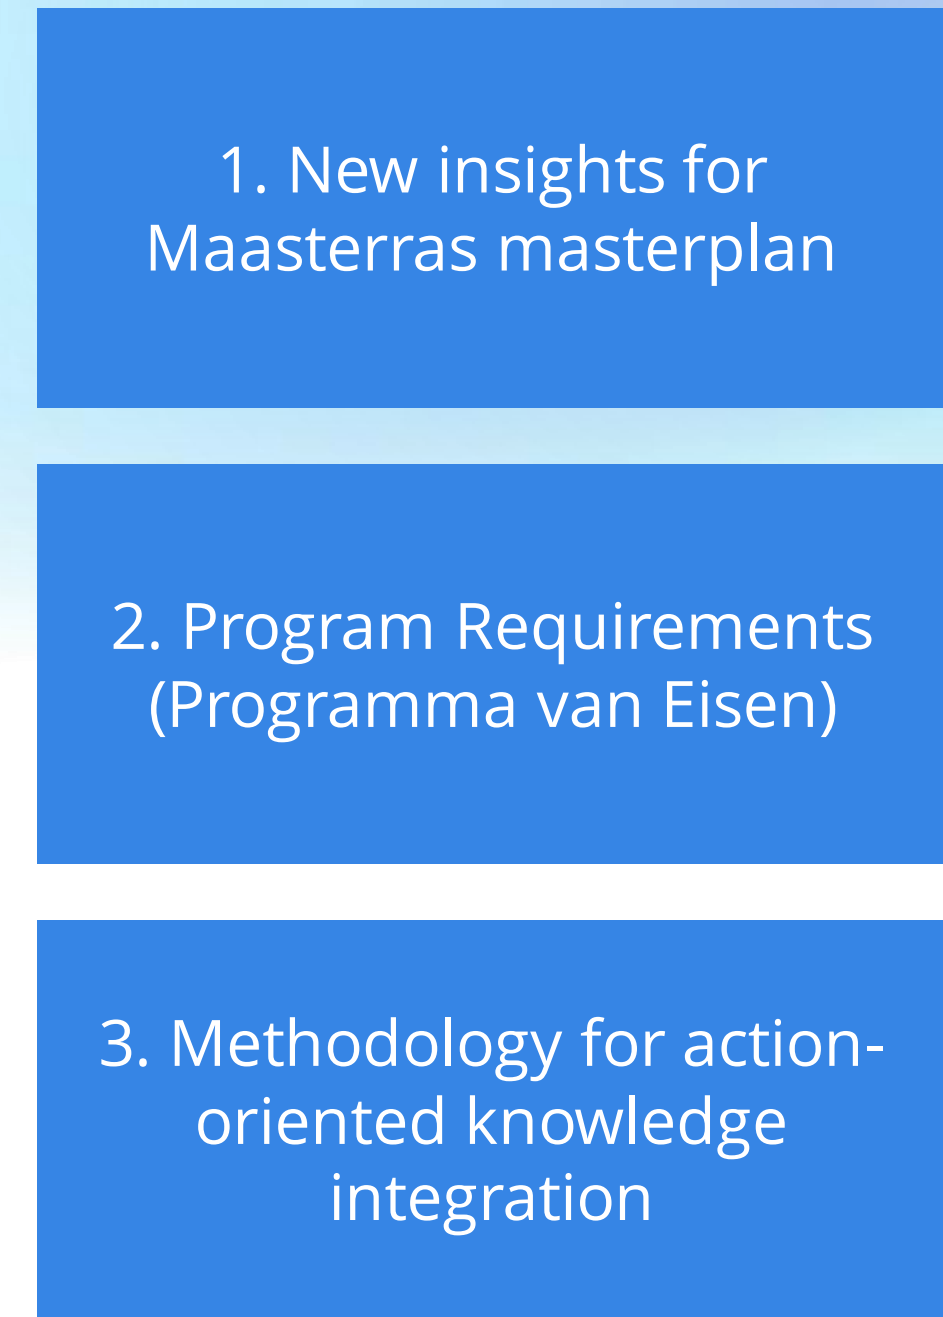 1. New insights for
Maasterras masterplan
2. Program Requirements
(Programma van Eisen)
3. Methodology for action-
oriented knowledge
integration